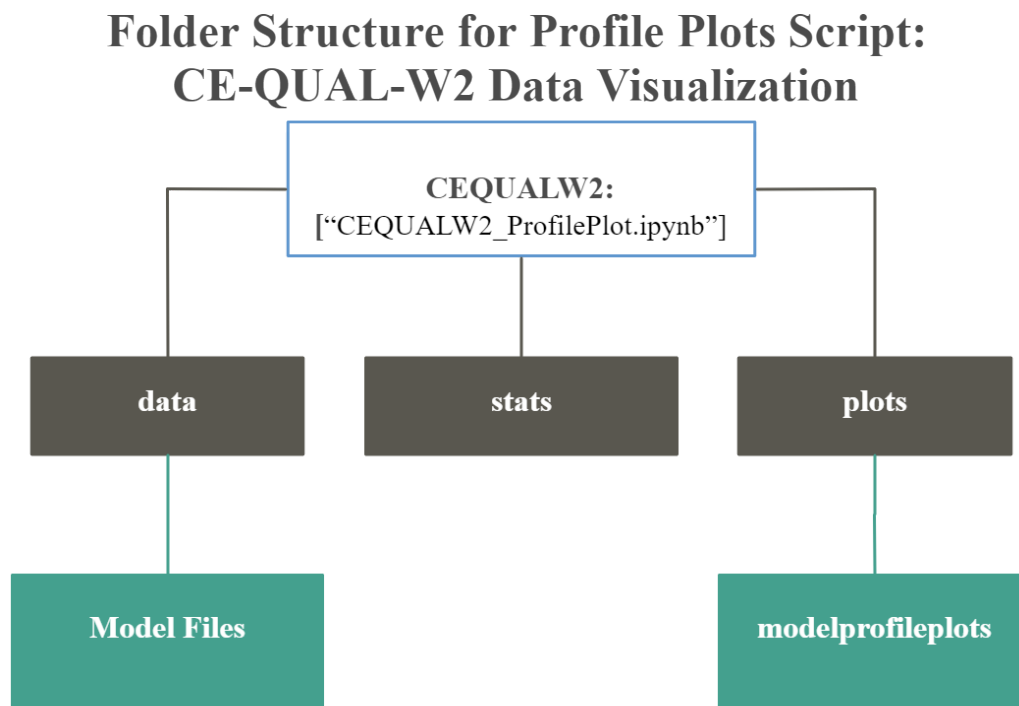 Folder Structure for Profile Plots Script:
CE-QUAL-W2 Data Visualization
CEQUALW2:
[“CEQUALW2_ProfilePlot.ipynb”]
data
stats
plots
Model Files
modelprofileplots